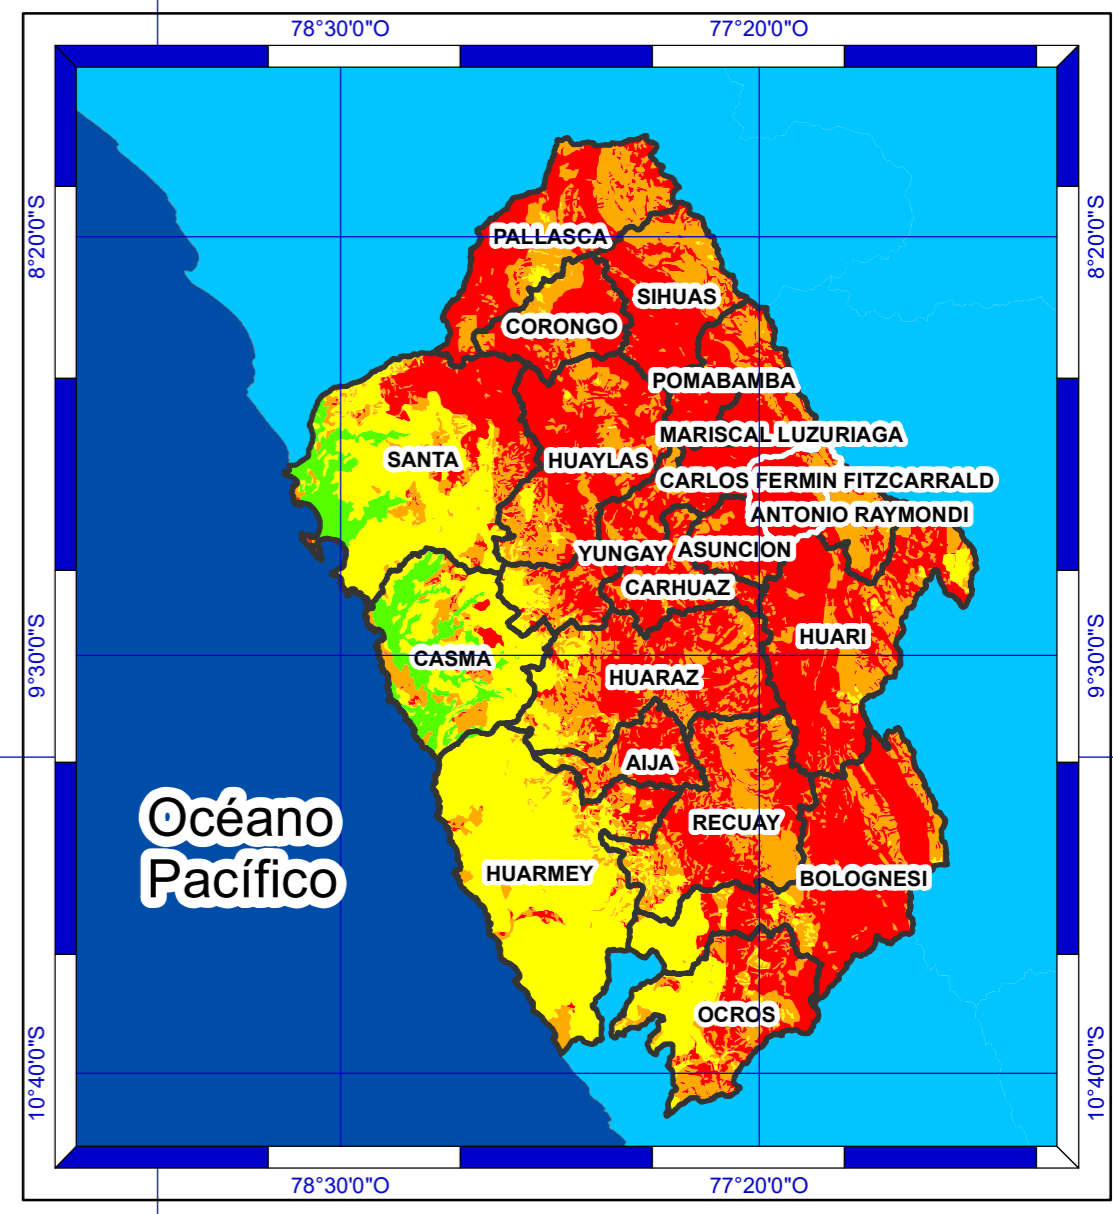 78°30'0"O
77°20'0"O
8°20'0"S
8°20'0"S
PALLASCA
SIHUAS
CORONGO
POMABAMBA
MARISCAL LUZURIAGA
SANTA
HUAYLAS
CARLOS FERMIN FITZCARRALD
ANTONIO RAYMONDI
YUNGAY
ASUNCION
CARHUAZ
HUARI
9°30'0"S
9°30'0"S
CASMA
HUARAZ
AIJA
Océano
Pacífico
RECUAY
HUARMEY
BOLOGNESI
OCROS
10°40'0"S
10°40'0"S
78°30'0"O
77°20'0"O